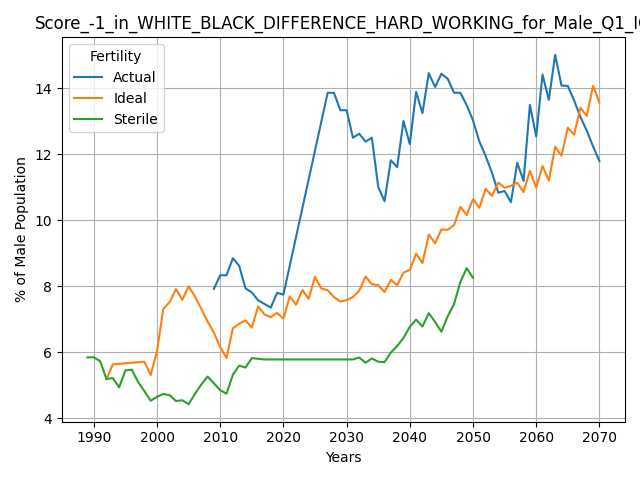 Score_-1_in_WHITE_BLACK_DIFFERENCE_HARD_WORKING_for_Male_Q1_I
Fertility
Actual
Ideal
Sterile
% of Male Population
14
12
10
8
6
4
1990 2000 2010 2020 2030 2040 2050 2060 2070
Years